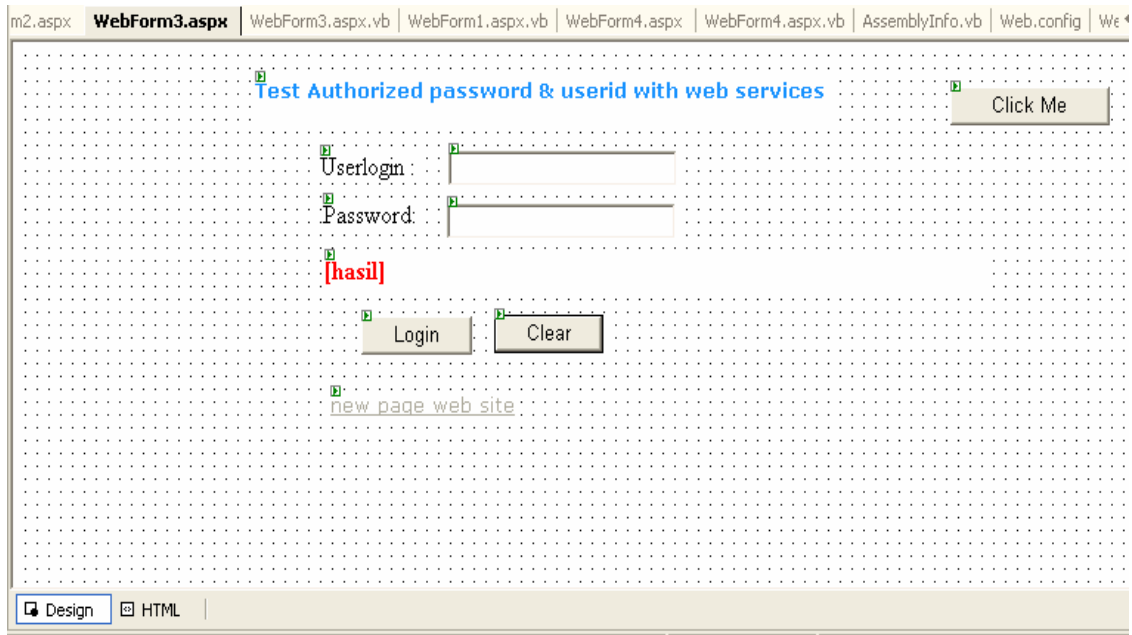 m2.aspx WebForm3.aspx WebForm3.aspx.vb WebForm1.aspx.vb WebForm4.aspx WebForm4.aspx.vb AssemblyInfo.vb Web.config We
Test Authorized password & userid with web services
Click Me
Userlogin :
Password:
[hasil]
Login Clear
new page web site
Design HTML